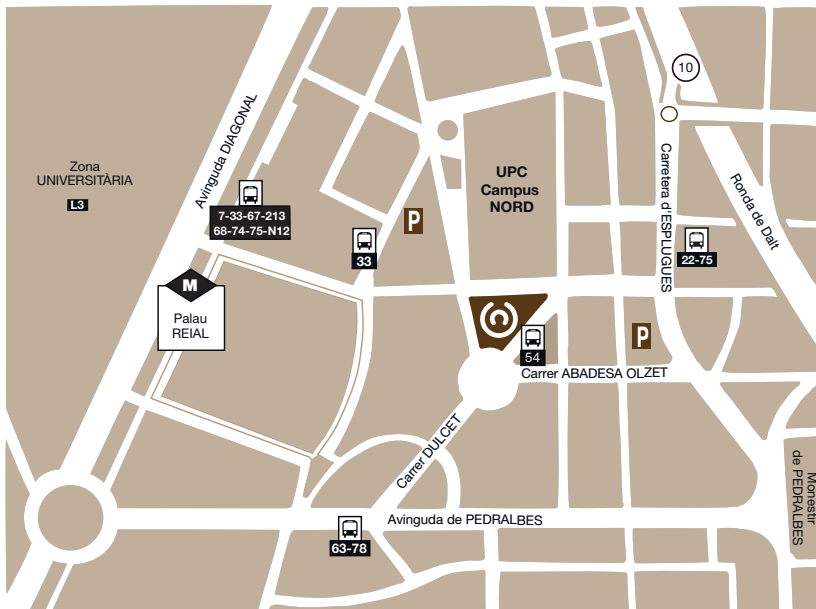 10
Avinguda DIAGONAL
Zona
UNIVERSITÀRIA
L3
UPC
Campus
NORD
Carretera d'ESPLUGUES
Ronda de Dalt
7-33-67-213
68-74-75-N12
P
33
22-75
M
Palau
REIAL
P
54
Carrer ABADESA OLZET
Carrer DULCET
Monestir
de PEDRALBES
Avinguda de PEDRALBES
63-78